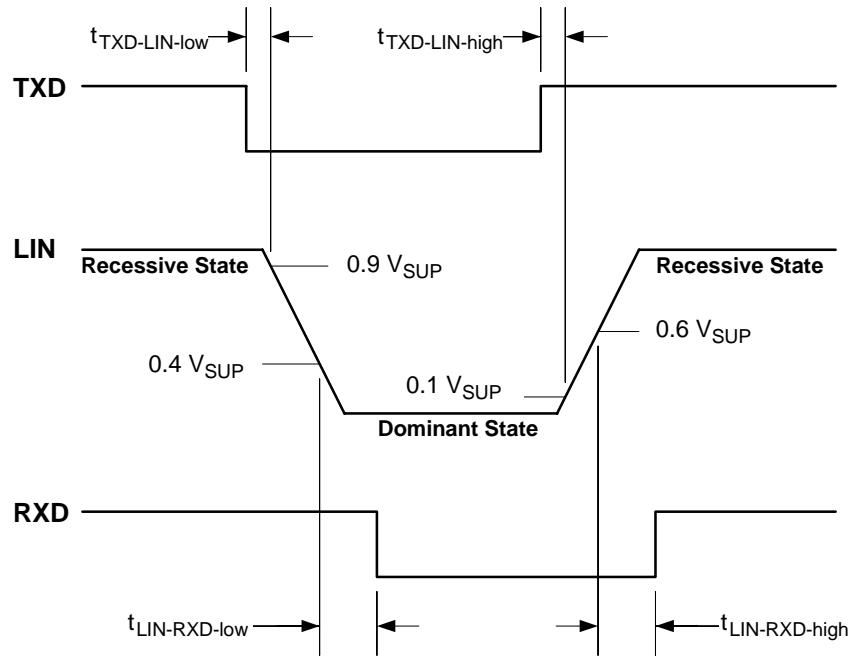 tTXD-LIN-low
tTXD-LIN-high
TXD
LIN
Recessive State
0.9 VSUP
Recessive State
0.6 VSUP
0.4 VSUP
0.1 VSUP
Dominant State
RXD
tLIN-RXD-low
tLIN-RXD-high